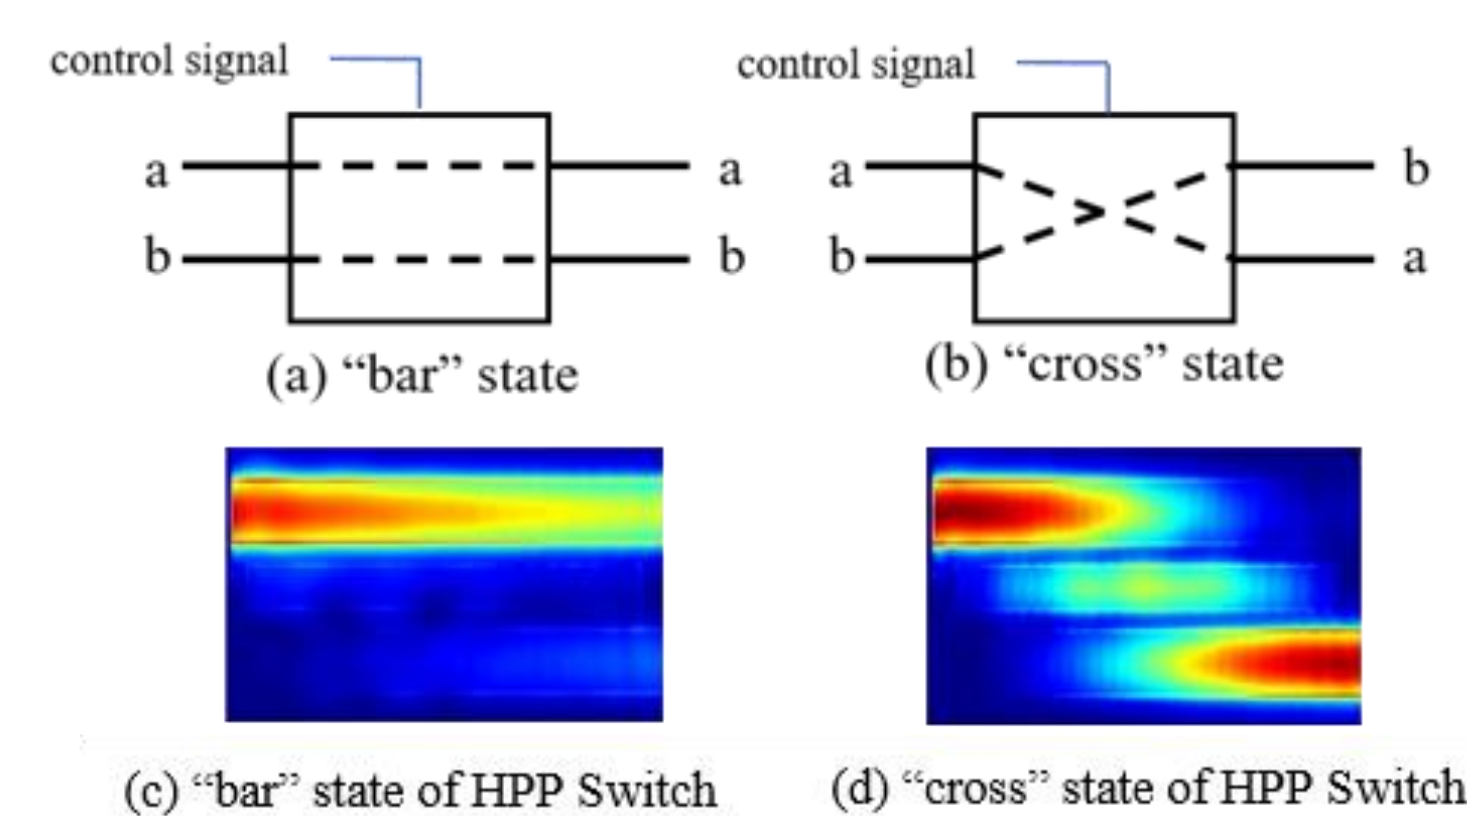 control signal
control signal
a
a
a
b
b
b
b
a
(a) “bar” state
(b) “cross” state
(c) “bar” state of HPP Switch
(d) “cross” state of HPP Switch